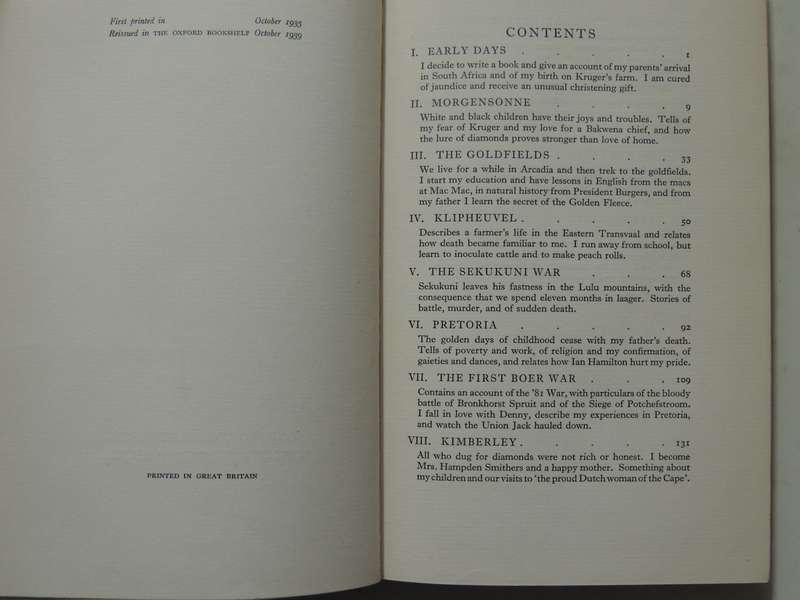 First printed in October 1935
Reissued in THE OXFORD BOOKSHELF October 1939
PRINTED IN GREAT BRITAIN
CONTENTS
I. EARLY DAYS . . . . . 1
I decide to write a book and give an account of my parents' arrival
in South Africa and of my birth on Kruger's farm. I am cured
of jaundice and receive an unusual christening gift.
II. MORGENSONNE . . . . 9
White and black children have their joys and troubles. Tells of
my fear of Kruger and my love for a Bakwena chief, and how
the lure of diamonds proves stronger than love of home.
III. THE GOLDFIELDS . . . . 33
We live for a while in Arcadia and then trek to the goldfields.
I start my education and have lessons in English from the macs
at Mac Mac, in natural history from President Burgers, and from
my father I learn the secret of the Golden Fleece.
IV. KLIPHEUVEL . . . . . 50
Describes a farmer's life in the Eastern Transvaal and relates
how death became familiar to me. I run away from school, but
learn to inoculate cattle and to make peach rolls.
V. THE SEKUKUNI WAR . . . 68
Sekukuni leaves his fastness in the Lulu mountains, with the
consequence that we spend eleven months in laager. Stories of
battle, murder, and of sudden death.
VI. PRETORIA . . . . . 92
The golden days of childhood cease with my father's death.
Tells of poverty and work, of religion and my confirmation, of
gaieties and dances, and relates how Ian Hamilton hurt my pride.
VII. THE FIRST BOER WAR . . . 109
Contains an account of the '81 War, with particulars of the bloody
battle of Bronkhorst Spruit and of the Siege of Potchefstroom.
I fall in love with Denny, describe my experiences in Pretoria,
and watch the Union Jack hauled down.
VIII. KIMBERLEY . . . . . 131
All who dug for diamonds were not rich or honest. I become
Mrs. Hampden Smithers and a happy mother. Something about
my children and our visits to 'the proud Dutch woman of the Cape'.